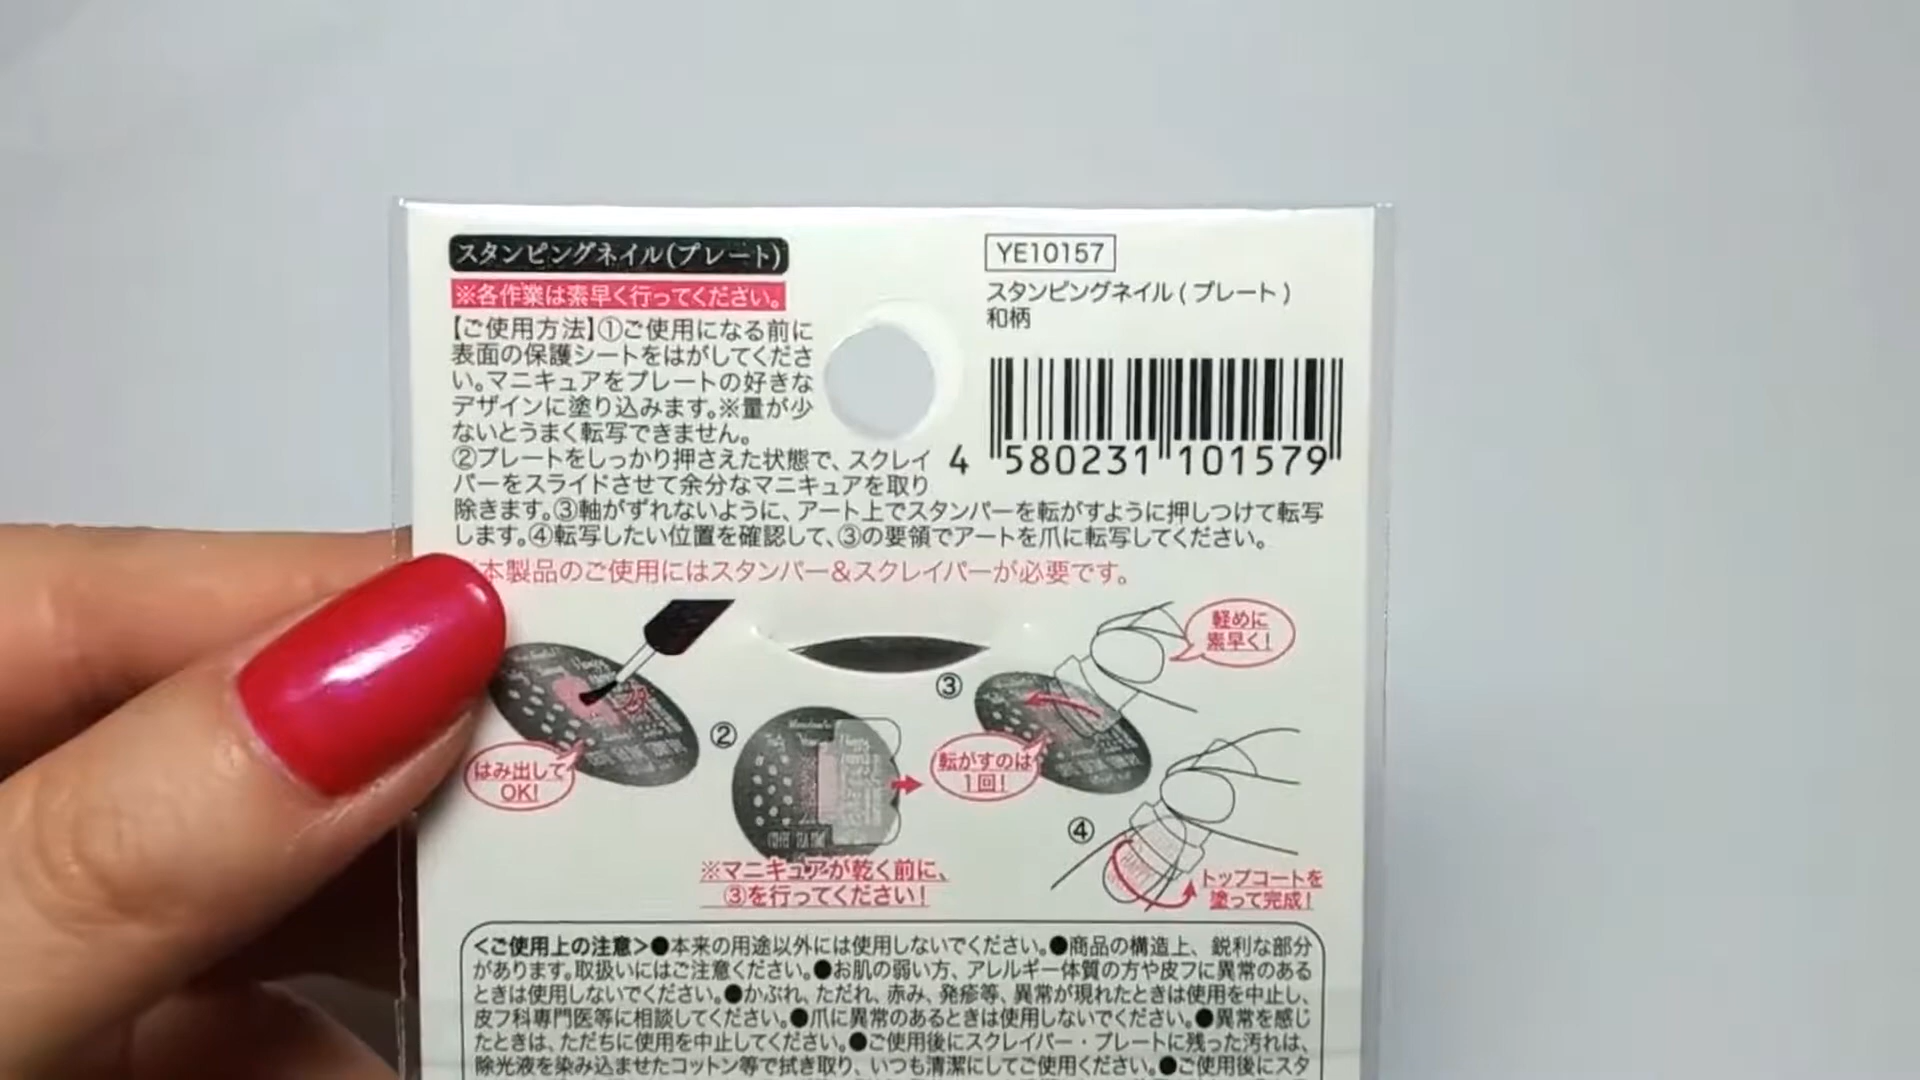 スタンピングネイル(プレート)
※各作業は素早く行ってください。
【ご使用方法】①ご使用になる前に
表面の保護シートをはがしてくださ
い。マニキュアをプレートの好きな
デザインに塗り込みます。※量が少
ないとうまく転写できません。
②プレートをしっかり押さえた状態で、スクレイ
パーをスライドさせて余分なマニキュアを取り
除きます。③軸がずれないように、アート上でスタンパーを転がすように押しつけて転写
します。④転写したい位置を確認して、③の要領でアートを爪に転写してください。
本製品のご使用にはスタンパー&スクレイパーが必要です。
YE10157
スタンピングネイル(プレート)
和柄
4 580231 101579
はみ出して
OK!
②
※マニキュアが乾く前に、
③を行ってください!
③
軽めに
素早く!
転がすのは
1回!
④
トップコートを
塗って完成!
<ご使用上の注意>●本来の用途以外には使用しないでください。●商品の構造上、鋭利な部分
があります。取扱いにはご注意ください。●お肌の弱い方、アレルギー体質の方や皮フに異常のある
ときは使用しないでください。●かぶれ、ただれ、赤み、発疹等、異常が現れたときは使用を中止し、
皮フ科専門医等に相談してください。●爪に異常のあるときは使用しないでください。●異常を感じ
たときは、ただちに使用を中止してください。●ご使用後にスクレイパー・プレートに残った汚れは、
除光液を染み込ませたコットン等で拭き取り、いつも清潔にしてご使用ください。●ご使用後にスタ